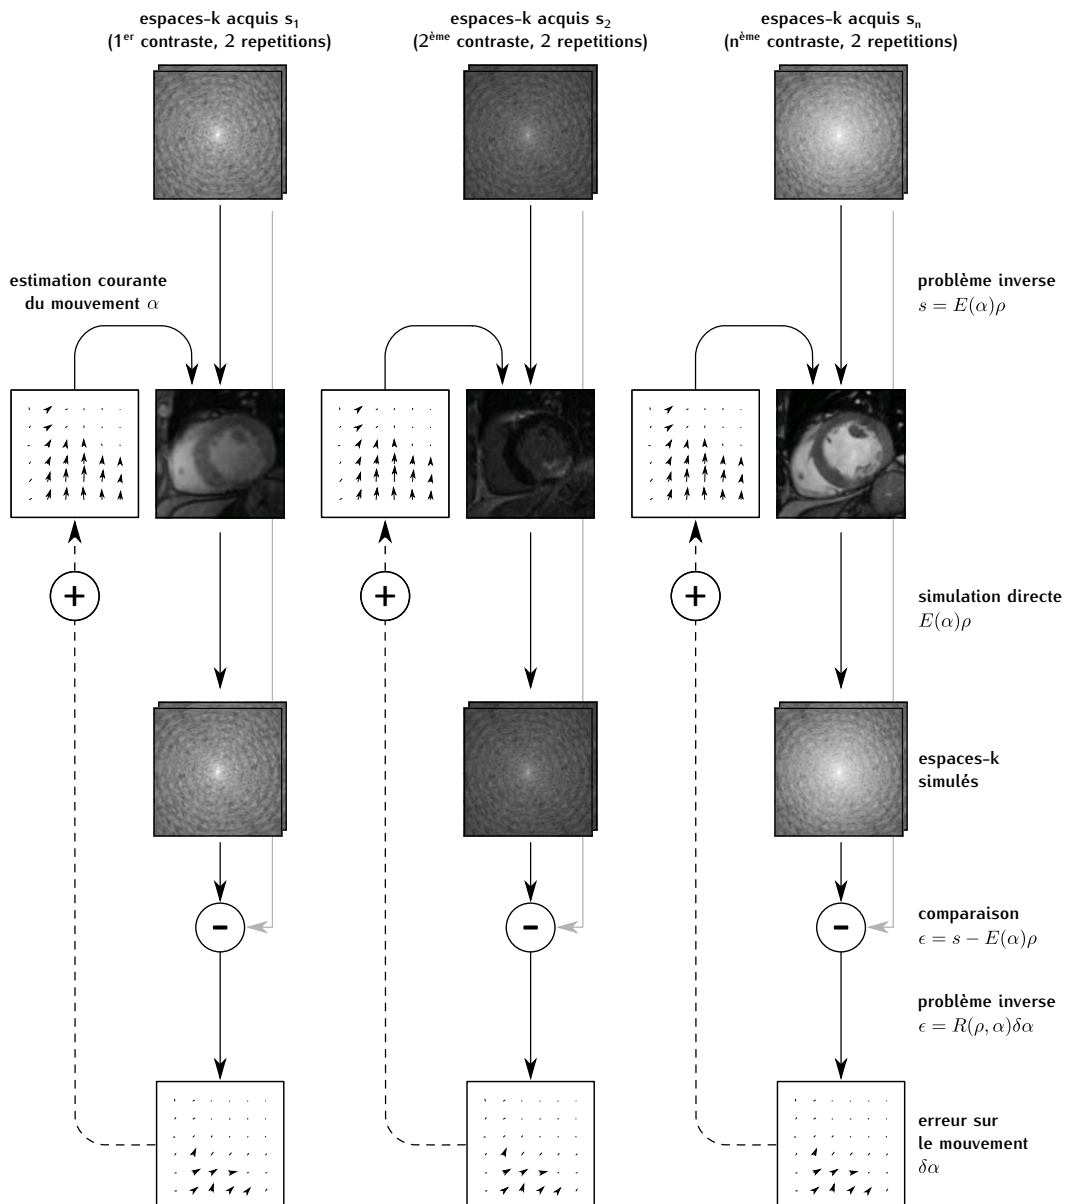 espaces-k acquis s₁
(1ᵉʳ contraste, 2 repetitions)
espaces-k acquis s₂
(2ᵉᵐᵉ contraste, 2 repetitions)
espaces-k acquis sₙ
(nᵉᵐᵉ contraste, 2 repetitions)
estimation courante
du mouvement α
problème inverse
s = E(α)ρ
+
+
+
simulation directe
E(α)ρ
espaces-k
simulés
-
-
-
comparaison
ϵ = s − E(α)ρ
problème inverse
ϵ = R(ρ, α)δα
erreur sur
le mouvement
δα